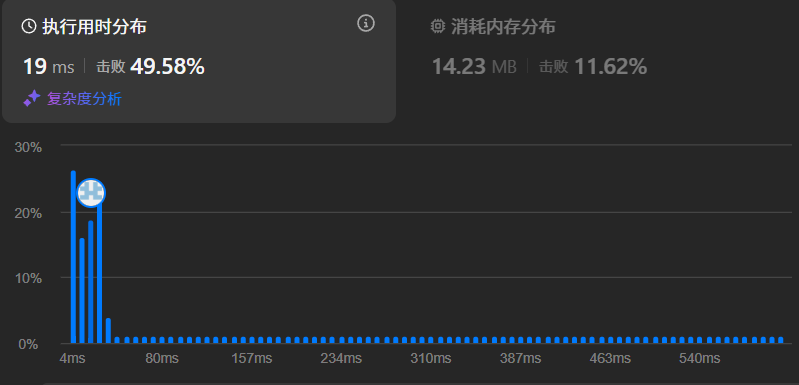 执行用时分布
19 ms 击败 49.58%
复杂度分析
消耗内存分布
14.23 MB 击败 11.62%
30%
20%
10%
0%
4ms 80ms 157ms 234ms 310ms 387ms 463ms 540ms